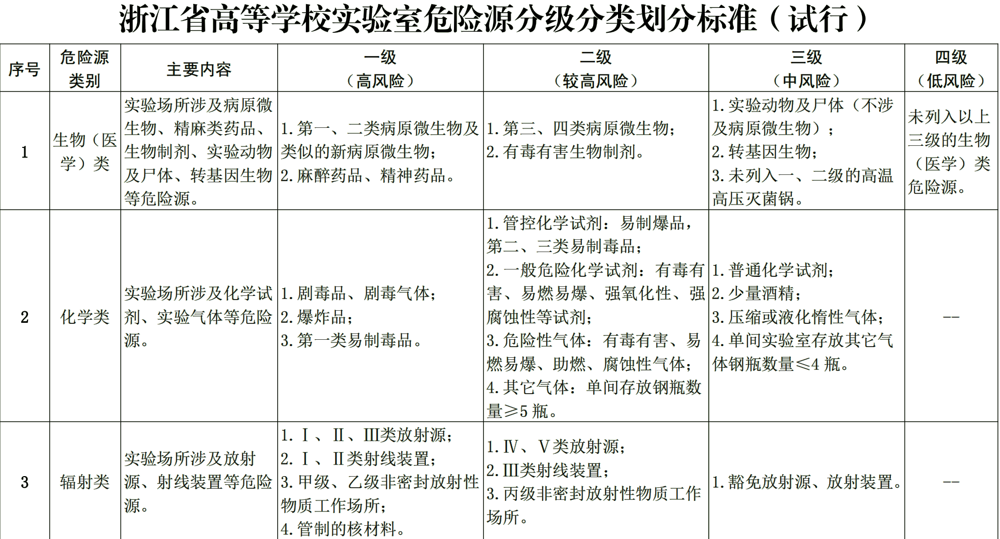 浙江省高等学校实验室危险源分级分类划分标准（试行）
序号
危险源
类别
主要内容
一级
（高风险）
二级
（较高风险）
三级
（中风险）
四级
（低风险）
1
生物（医
学）类
实验场所涉及病原微
生物、精麻类药品、
生物制剂、实验动物
及尸体、转基因生物
等危险源。
1.第一、二类病原微生物及
类似的新病原微生物；
2.麻醉药品、精神药品。
1.第三、四类病原微生物；
2.有毒有害生物制剂。
1.实验动物及尸体（不涉
及病原微生物）；
2.转基因生物；
3.未列入一、二级的高温
高压灭菌锅。
未列入以上
三级的生物
（医学）类
危险源。
2
化学类
实验场所涉及化学试
剂、实验气体等危险
源。
1.剧毒品、剧毒气体；
2.爆炸品；
3.第一类易制毒品。
1.管控化学试剂：易制爆品，
第二、三类易制毒品；
2.一般危险化学试剂：有毒有
害、易燃易爆、强氧化性、强
腐蚀性等试剂；
3.危险性气体：有毒有害、易
燃易爆、助燃、腐蚀性气体；
4.其它气体：单间存放钢瓶数
量≥5瓶。
1.普通化学试剂；
2.少量酒精；
3.压缩或液化惰性气体；
4.单间实验室存放其它气
体钢瓶数量≤4瓶。
--
3
辐射类
实验场所涉及放射
源、射线装置等危险
源。
1.Ⅰ、Ⅱ、Ⅲ类放射源；
2.Ⅰ、Ⅱ类射线装置；
3.甲级、乙级非密封放射性
物质工作场所；
4.管制的核材料。
1.Ⅳ、Ⅴ类放射源；
2.Ⅲ类射线装置；
3.丙级非密封放射性物质工作
场所。
1.豁免放射源、放射装置。
--